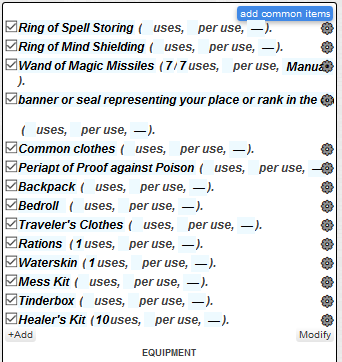 add common items
Ring of Spell Storing ( uses, per use, — ).
Ring of Mind Shielding ( uses, per use, — ).
Wand of Magic Missiles ( 7 / 7 uses, per use, Manua
).
banner or seal representing your place or rank in the
( uses, per use, — ).
Common clothes ( uses, per use, — ).
Periapt of Proof against Poison ( uses, per use, —
Backpack ( uses, per use, — ).
Bedroll ( uses, per use, — ).
Traveler's Clothes ( uses, per use, — ).
Rations ( 1 uses, per use, — ).
Waterskin ( 1 uses, per use, — ).
Mess Kit ( uses, per use, — ).
Tinderbox ( uses, per use, — ).
Healer's Kit (10 uses, per use, — ).
+Add Modify
EQUIPMENT